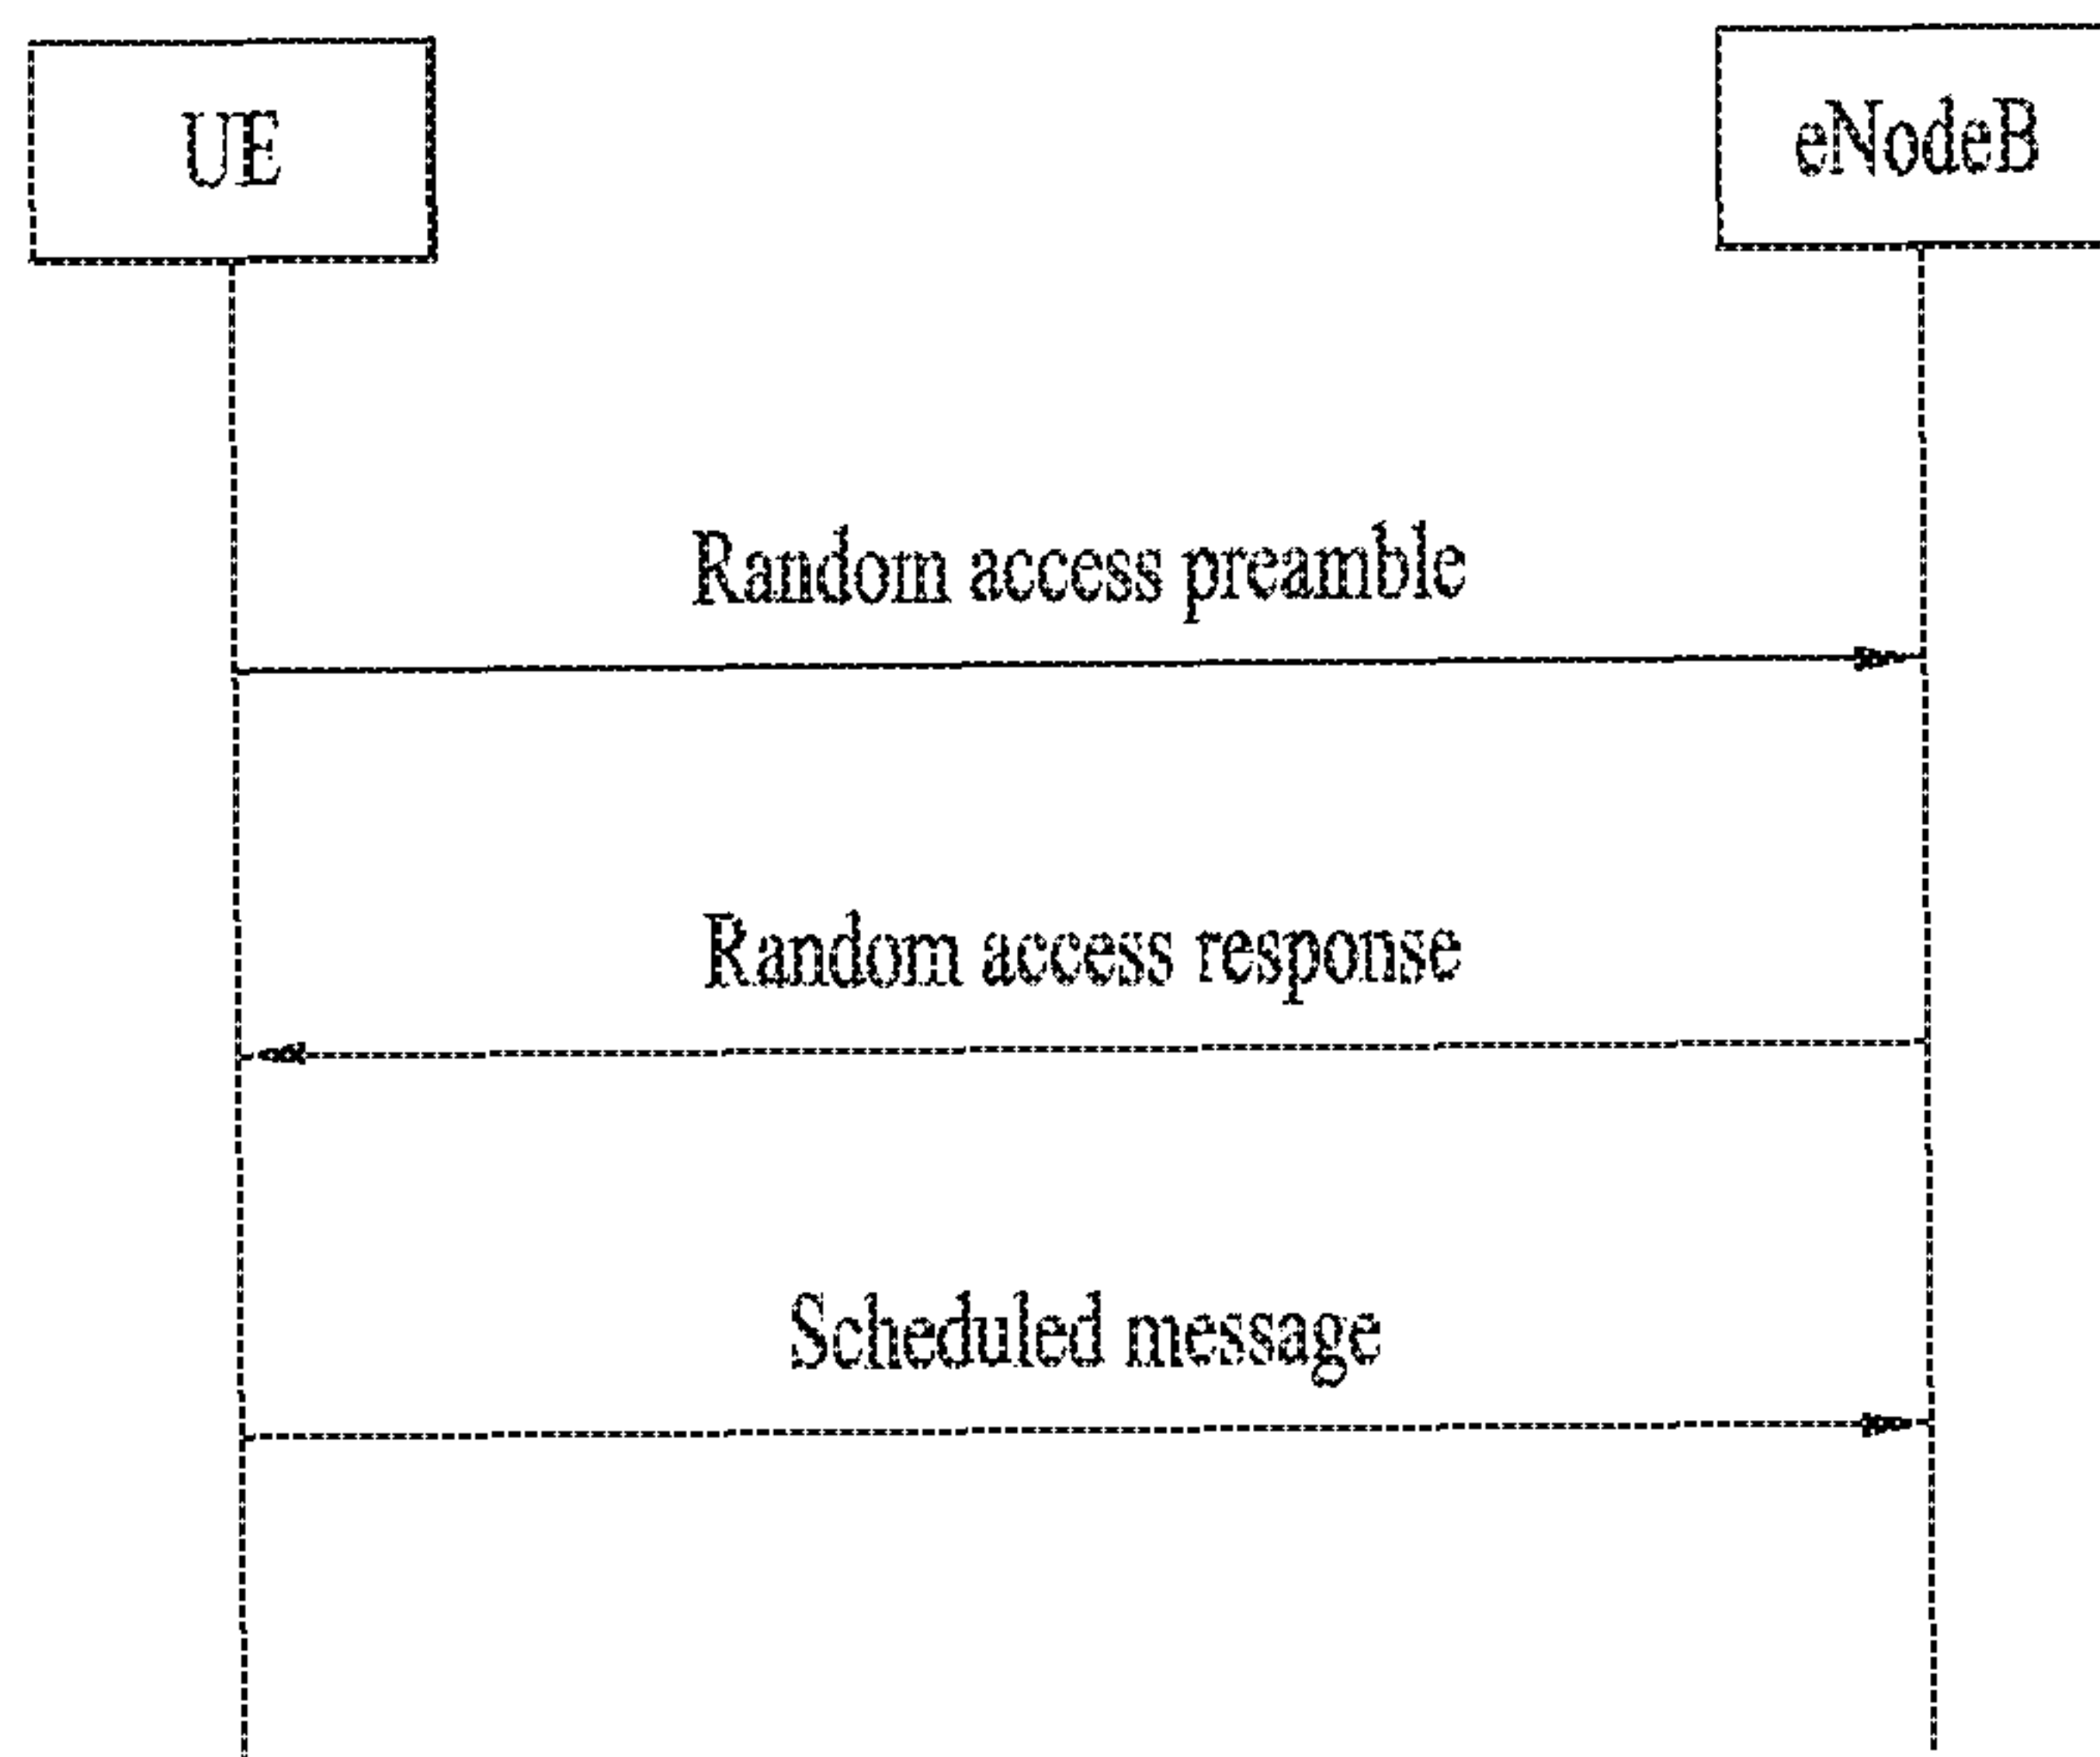 UE
eNodeB
Random access preamble
Random access response
Scheduled message